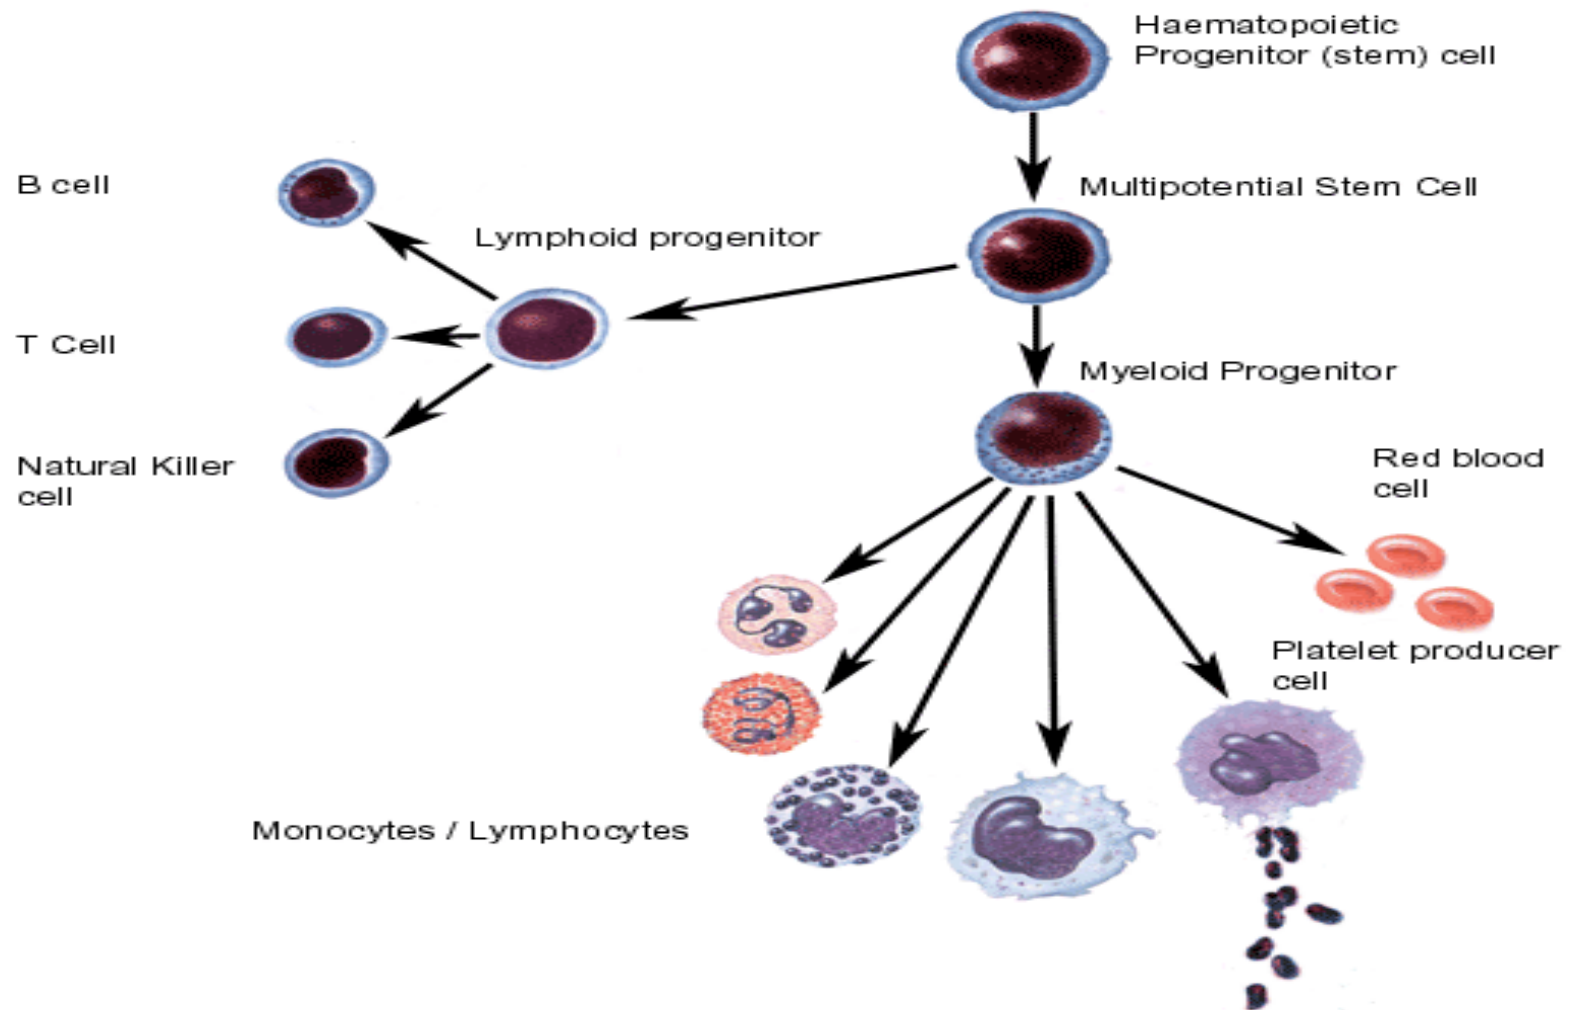 Haematopoietic
Progenitor (stem) cell
Multipotential Stem Cell
B cell
Lymphoid progenitor
T Cell
Myeloid Progenitor
Natural Killer
cell
Red blood
cell
Platelet producer
cell
Monocytes / Lymphocytes